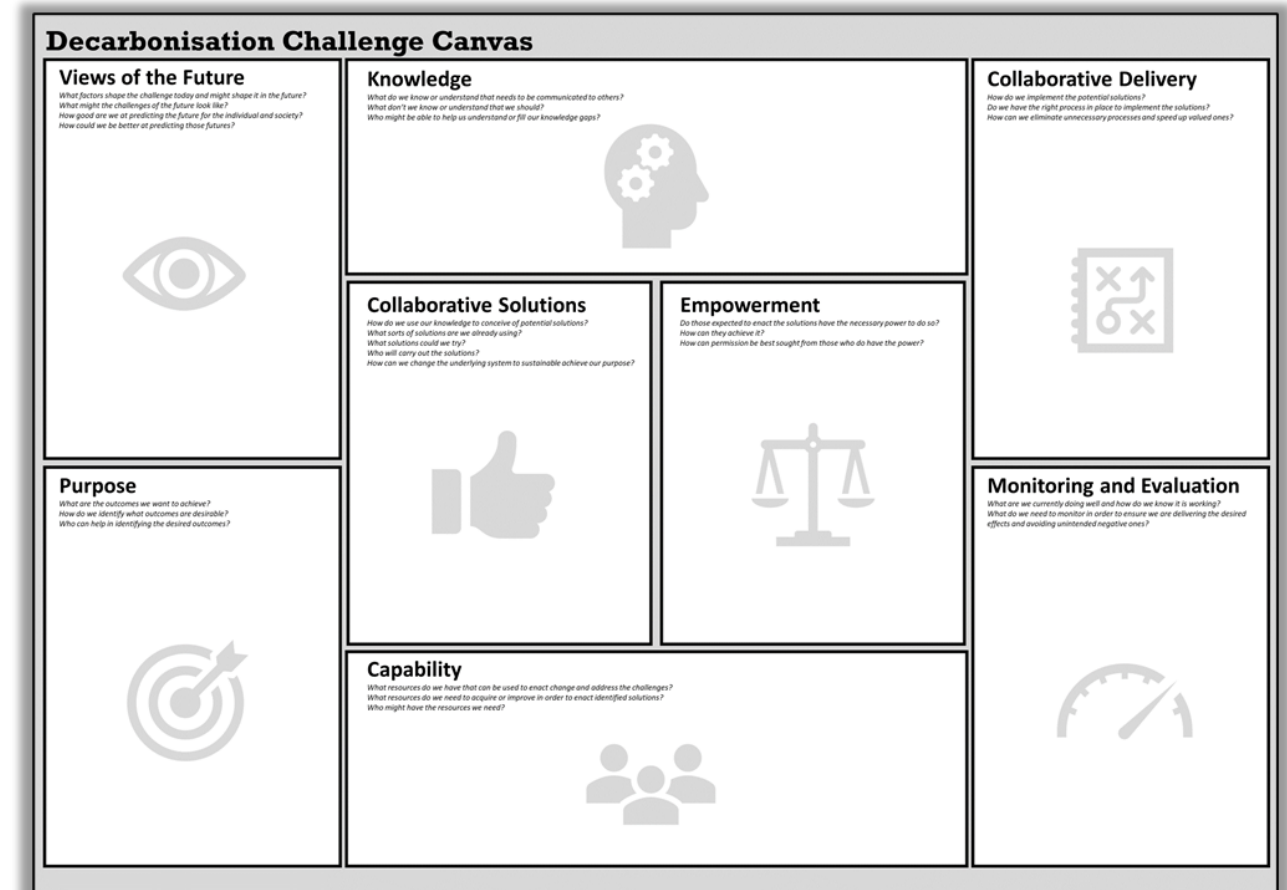 Decarbonisation Challenge Canvas
Views of the Future
What factors shape the challenge today and might shape it in the future?
What might the challenges of the future look like?
How good are we at predicting the future for the individual and society?
How could we be better at predicting those futures?
Knowledge
What do we know or understand that needs to be communicated to others?
What don't we know or understand that we should?
Who might be able to help us understand or fill our knowledge gaps?
Collaborative Delivery
How do we implement the potential solutions?
Do we have the right process in place to implement the solutions?
How can we eliminate unnecessary processes and speed up valued ones?
Collaborative Solutions
How do we use our knowledge to conceive of potential solutions?
What sorts of solutions are we already using?
What solutions could we try?
Who will carry out the solutions?
How can we change the underlying system to sustainable achieve our purpose?
Empowerment
Do those expected to enact the solutions have the necessary power to do so?
How can they achieve it?
How can permission be best sought from those who do have the power?
Purpose
What are the outcomes we want to achieve?
How do we identify what outcomes are desirable?
Who can help in identifying the desired outcomes?
Monitoring and Evaluation
What are we currently doing well and how do we know it is working?
What do we need to monitor in order to ensure we are delivering the desired
effects and avoiding unintended negative ones?
Capability
What resources do we have that can be used to enact change and address the challenges?
What resources do we need to acquire or improve in order to enact identified solutions?
Who might have the resources we need?